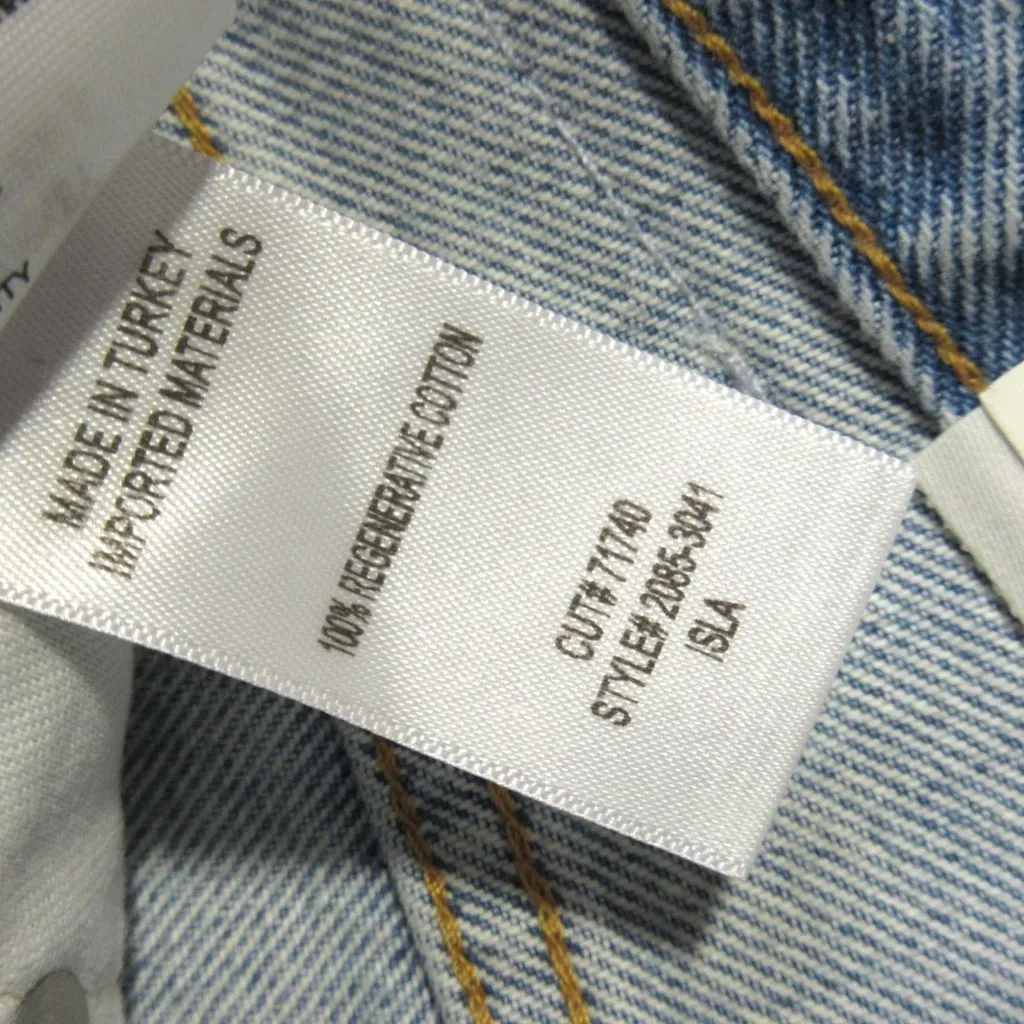 MADE IN TURKEY
IMPORTED MATERIALS
100% REGENERATIVE COTTON
CUT# 71740
STYLE# 2085-3041
ISLA